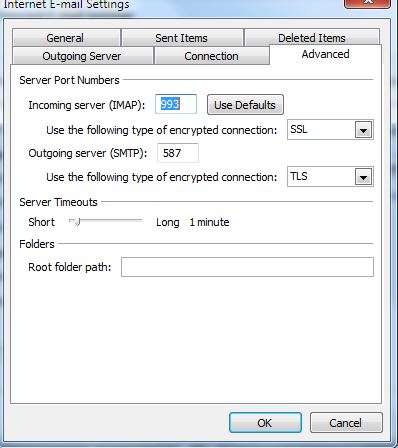 Internet E-mail Settings
General Sent Items Deleted Items
Outgoing Server Connection Advanced
Server Port Numbers
Incoming server (IMAP): 993 Use Defaults
Use the following type of encrypted connection: SSL
Outgoing server (SMTP): 587
Use the following type of encrypted connection: TLS
Server Timeouts
Short Long 1 minute
Folders
Root folder path:
OK Cancel